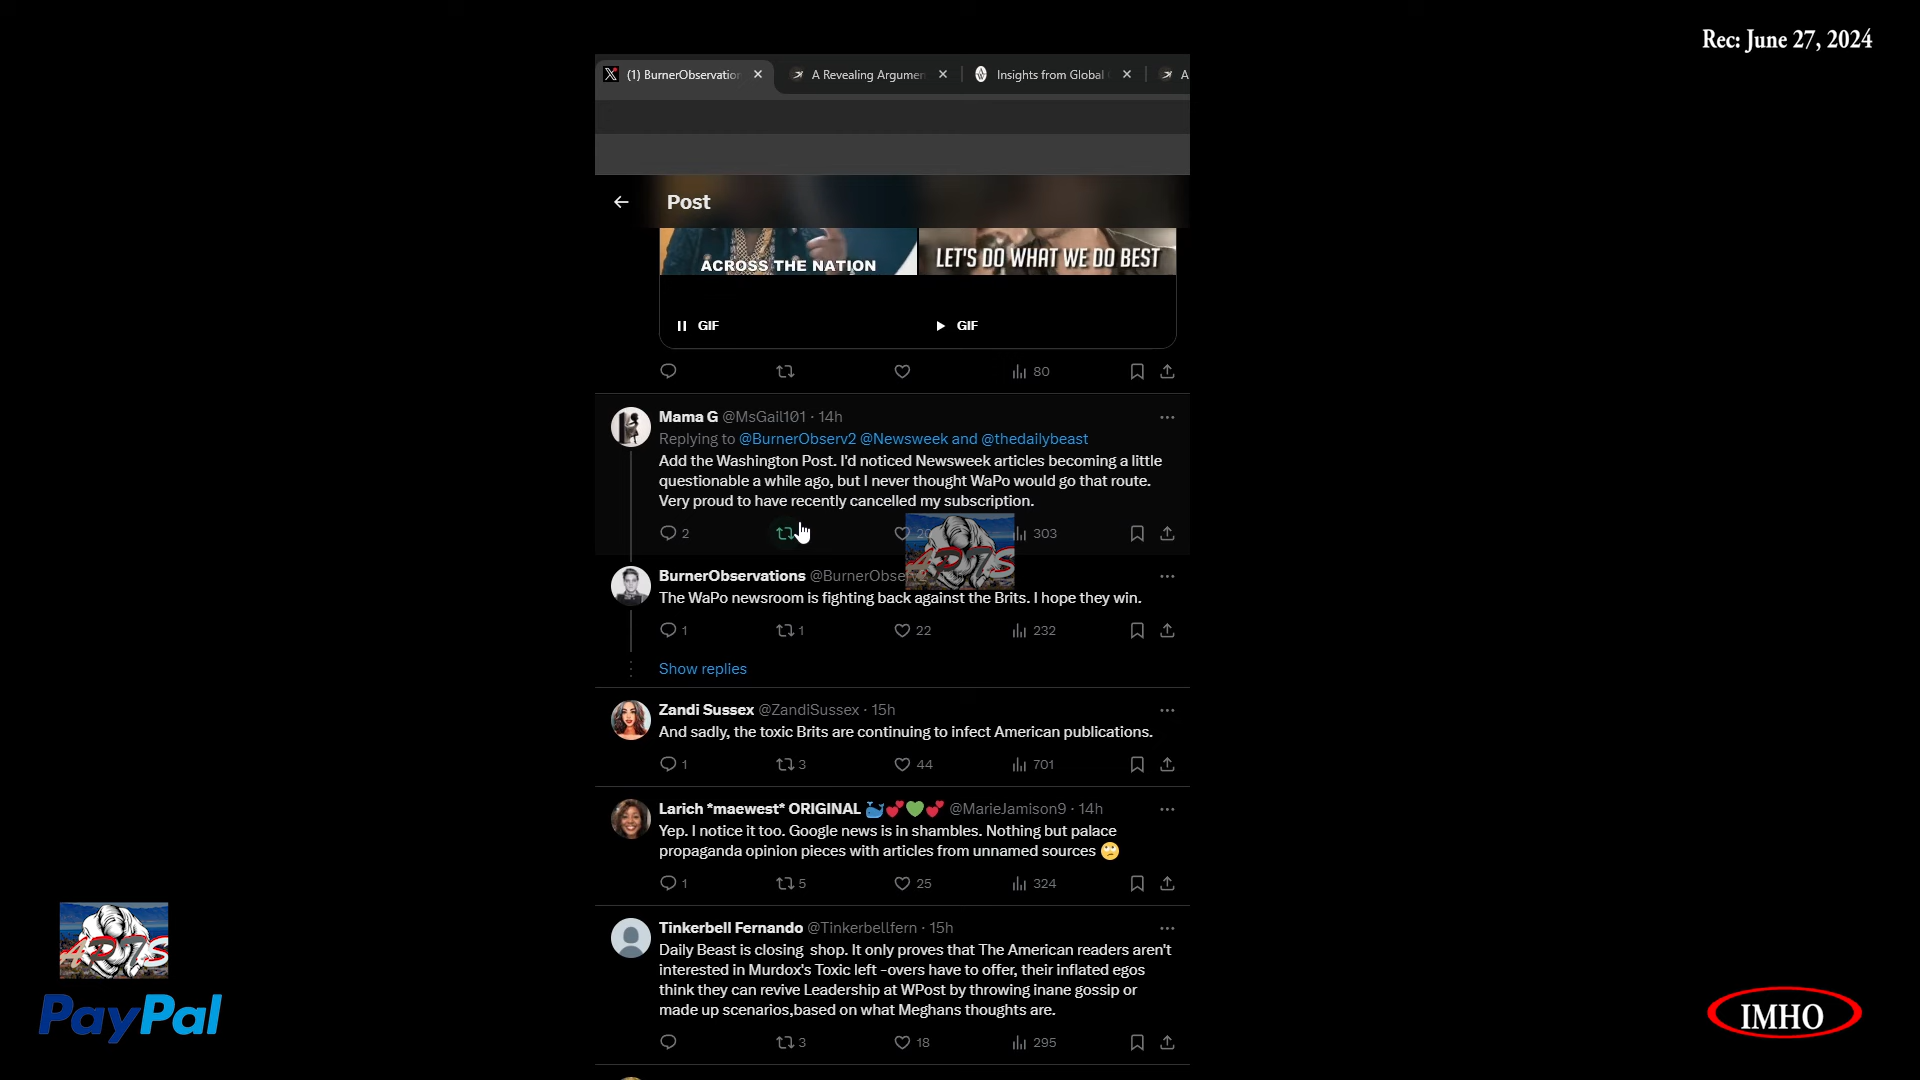 Rec: June 27, 2024
(1) BurnerObservation
A Revealing Argumen
Insights from Global
A
Post
ACROSS THE NATION
LET'S DO WHAT WE DO BEST
GIF
GIF
80
Mama G @MsGail101 · 14h
Replying to @BurnerObserv2 @Newsweek and @thedailybeast
Add the Washington Post. I'd noticed Newsweek articles becoming a little
questionable a while ago, but I never thought WaPo would go that route.
Very proud to have recently cancelled my subscription.
2 20 303
BurnerObservations @BurnerObserv2
The WaPo newsroom is fighting back against the Brits. I hope they win.
1 1 22 232
Show replies
Zandi Sussex @ZandiSussex · 15h
And sadly, the toxic Brits are continuing to infect American publications.
1 3 44 701
Larich *maewest* ORIGINAL 🐳💕💚💕 @MarieJamison9 · 14h
Yep. I notice it too. Google news is in shambles. Nothing but palace
propaganda opinion pieces with articles from unnamed sources 🙄
1 5 25 324
Tinkerbell Fernando @Tinkerbellfern · 15h
Daily Beast is closing shop. It only proves that The American readers aren't
interested in Murdox's Toxic left -overs have to offer, their inflated egos
think they can revive Leadership at WPost by throwing inane gossip or
made up scenarios,based on what Meghans thoughts are.
3 18 295
PayPal
IMHO